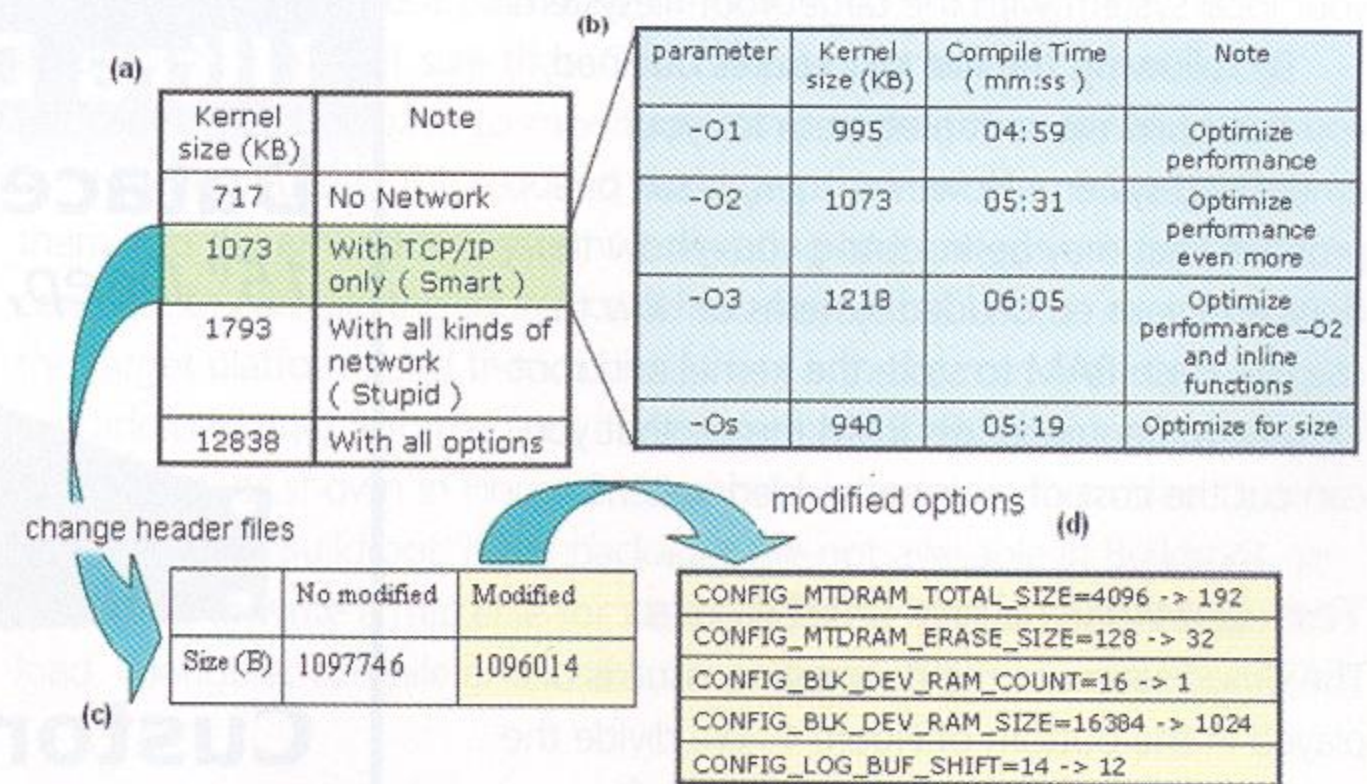 (a)
Kernel size (KB) Note
717 No Network
1073 With TCP/IP only ( Smart )
1793 With all kinds of network ( Stupid )
12838 With all options
(b)
parameter Kernel size (KB) Compile Time ( mm:ss ) Note
-O1 995 04:59 Optimize performance
-O2 1073 05:31 Optimize performance even more
-O3 1218 06:05 Optimize performance -O2 and inline functions
-Os 940 05:19 Optimize for size
change header files
No modified Modified
Size (B) 1097746 1096014
(c)
modified options
(d)
CONFIG_MTDRAM_TOTAL_SIZE=4096 -> 192
CONFIG_MTDRAM_ERASE_SIZE=128 -> 32
CONFIG_BLK_DEV_RAM_COUNT=16 -> 1
CONFIG_BLK_DEV_RAM_SIZE=16384 -> 1024
CONFIG_LOG_BUF_SHIFT=14 -> 12